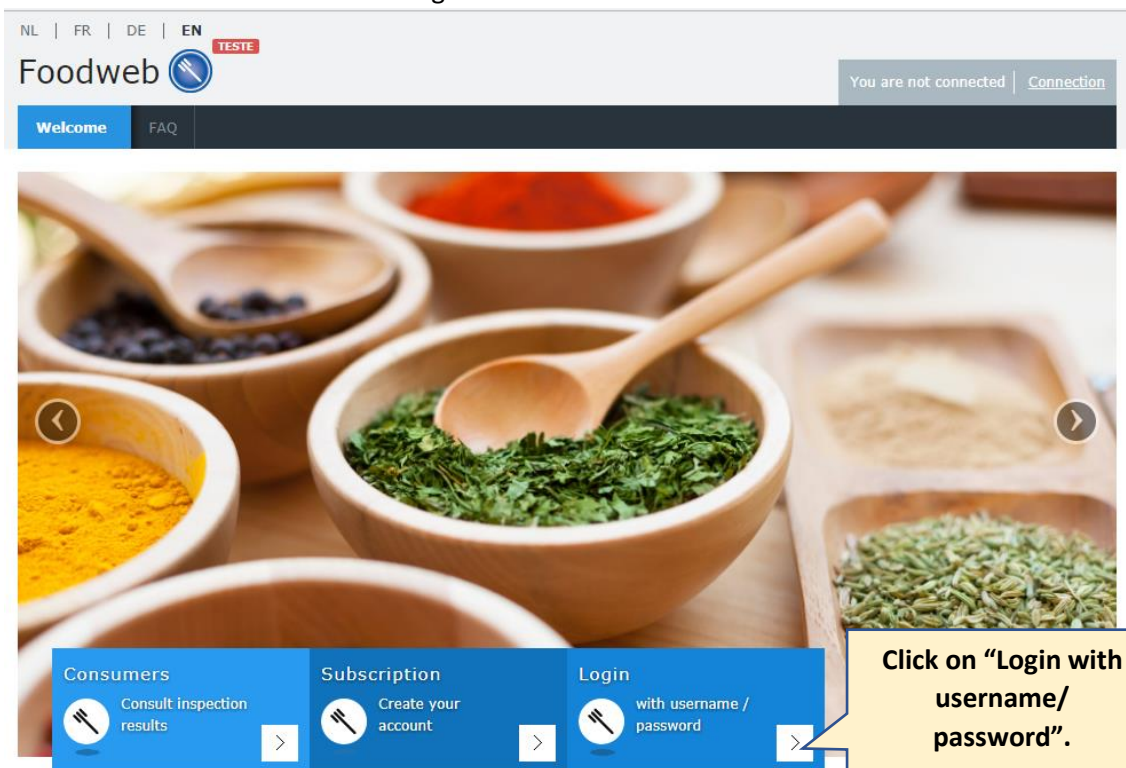 NL | FR | DE | EN
TESTE
Foodweb
You are not connected | Connection
Welcome
FAQ
Consumers
Consult inspection
results
Subscription
Create your
account
Login
with username /
password
Click on “Login with
username/
password”.